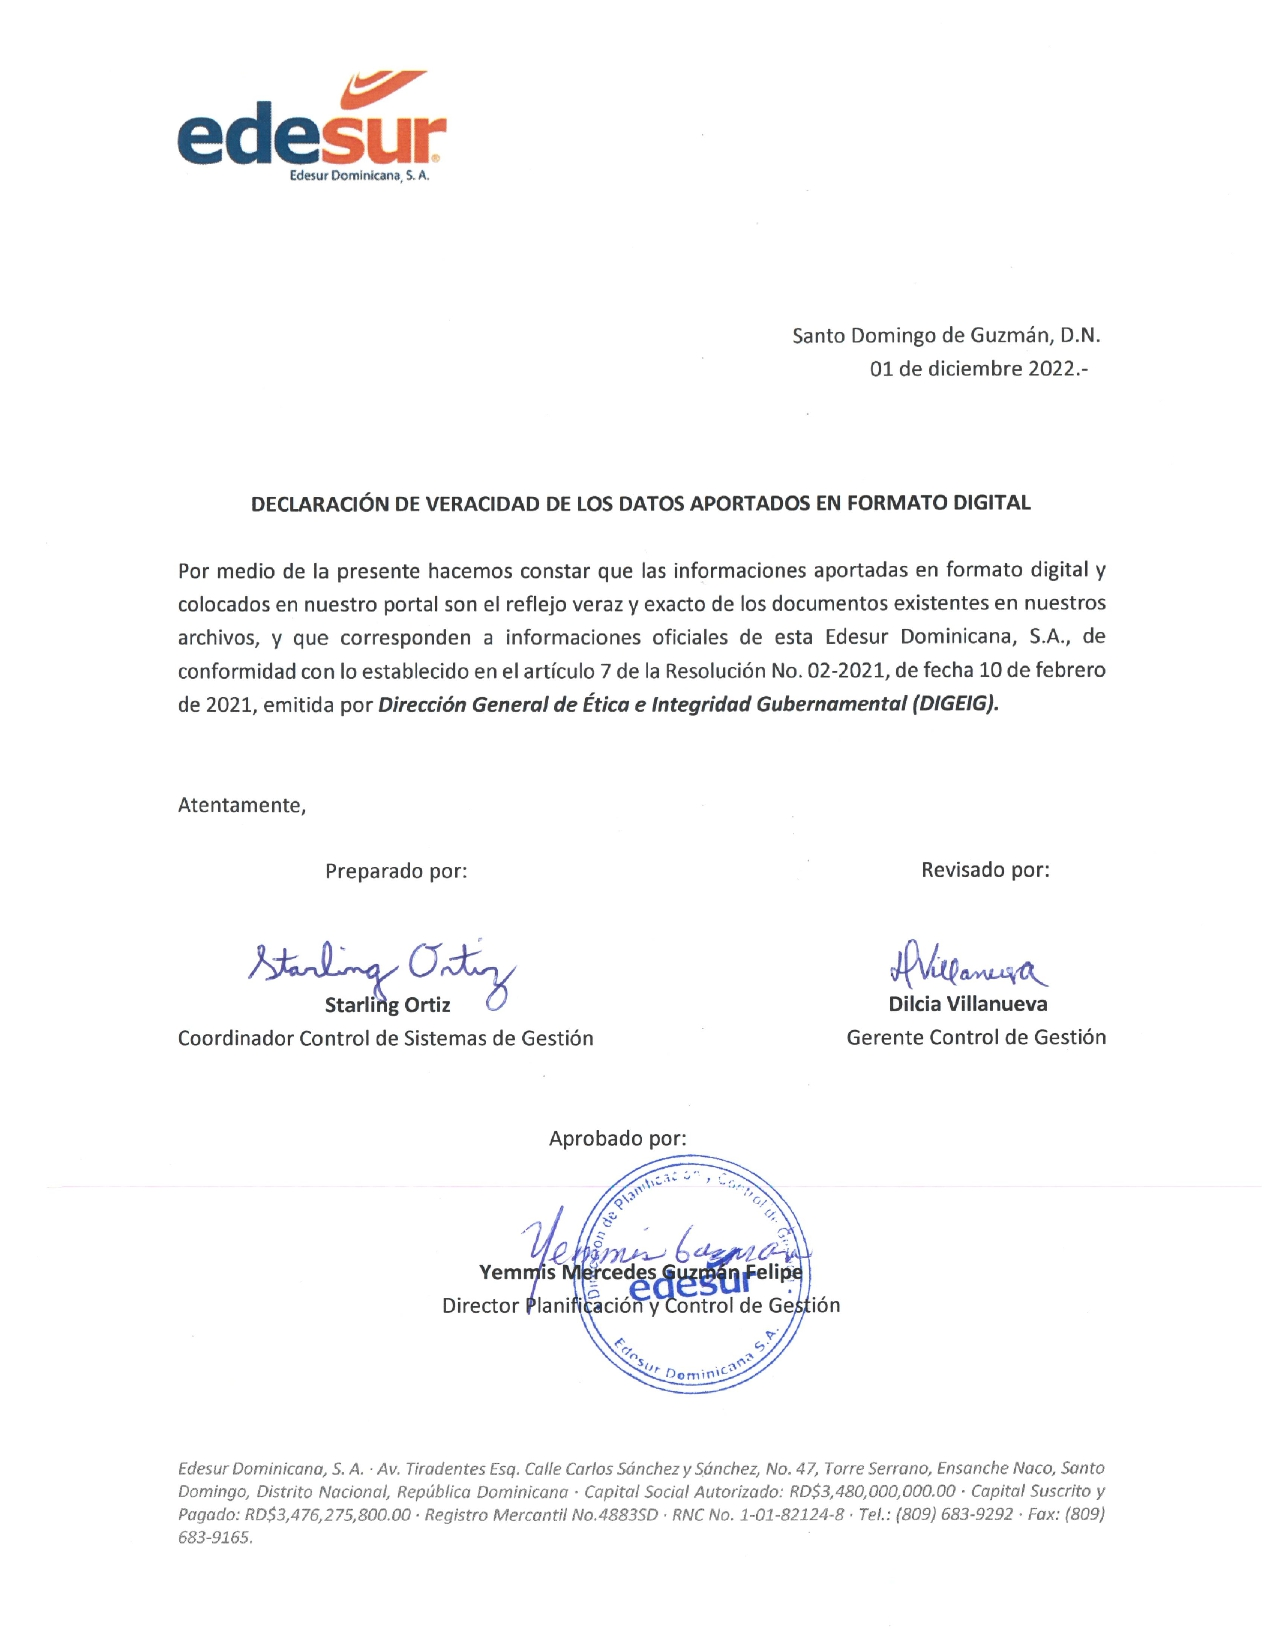 edesur®
Edesur Dominicana, S. A.
Santo Domingo de Guzmán, D.N.
01 de diciembre 2022.-
DECLARACIÓN DE VERACIDAD DE LOS DATOS APORTADOS EN FORMATO DIGITAL
Por medio de la presente hacemos constar que las informaciones aportadas en formato digital y
colocados en nuestro portal son el reflejo veraz y exacto de los documentos existentes en nuestros
archivos, y que corresponden a informaciones oficiales de esta Edesur Dominicana, S.A., de
conformidad con lo establecido en el artículo 7 de la Resolución No. 02-2021, de fecha 10 de febrero
de 2021, emitida por Dirección General de Ética e Integridad Gubernamental (DIGEIG).
Atentamente,
Preparado por:
Revisado por:
Starling Ortiz
Starling Ortiz
Coordinador Control de Sistemas de Gestión
DVillanueva
Dilcia Villanueva
Gerente Control de Gestión
Aprobado por:
Yemmis Guzmán
Yemmis Mercedes Guzmán Felipe
Director Planificación y Control de Gestión
de Planificación y Control de
edesur
Edesur Dominicana S.A.
Edesur Dominicana, S. A. · Av. Tiradentes Esq. Calle Carlos Sánchez y Sánchez, No. 47, Torre Serrano, Ensanche Naco, Santo
Domingo, Distrito Nacional, República Dominicana · Capital Social Autorizado: RD$3,480,000,000.00 · Capital Suscrito y
Pagado: RD$3,476,275,800.00 · Registro Mercantil No.4883SD · RNC No. 1-01-82124-8 · Tel.: (809) 683-9292 · Fax: (809)
683-9165.